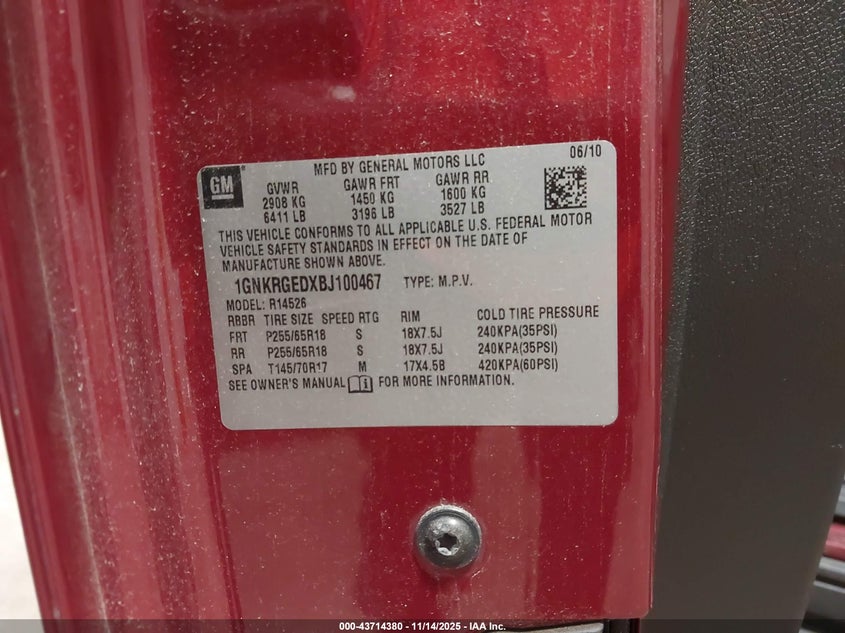 MFD BY GENERAL MOTORS LLC 06/10
GM
GVWR GAWR FRT GAWR RR
2908 KG 1450 KG 1600 KG
6411 LB 3196 LB 3527 LB
THIS VEHICLE CONFORMS TO ALL APPLICABLE U.S. FEDERAL MOTOR
VEHICLE SAFETY STANDARDS IN EFFECT ON THE DATE OF
MANUFACTURE SHOWN ABOVE.
1GNKRGEDXBJ100467 TYPE: M.P.V.
MODEL: R14526
RBBR TIRE SIZE SPEED RTG RIM COLD TIRE PRESSURE
FRT P255/65R18 S 18X7.5J 240KPA(35PSI)
RR P255/65R18 S 18X7.5J 240KPA(35PSI)
SPA T145/70R17 M 17X4.5B 420KPA(60PSI)
SEE OWNER'S MANUAL FOR MORE INFORMATION.
000-43714380 - 11/14/2025 - IAA Inc.